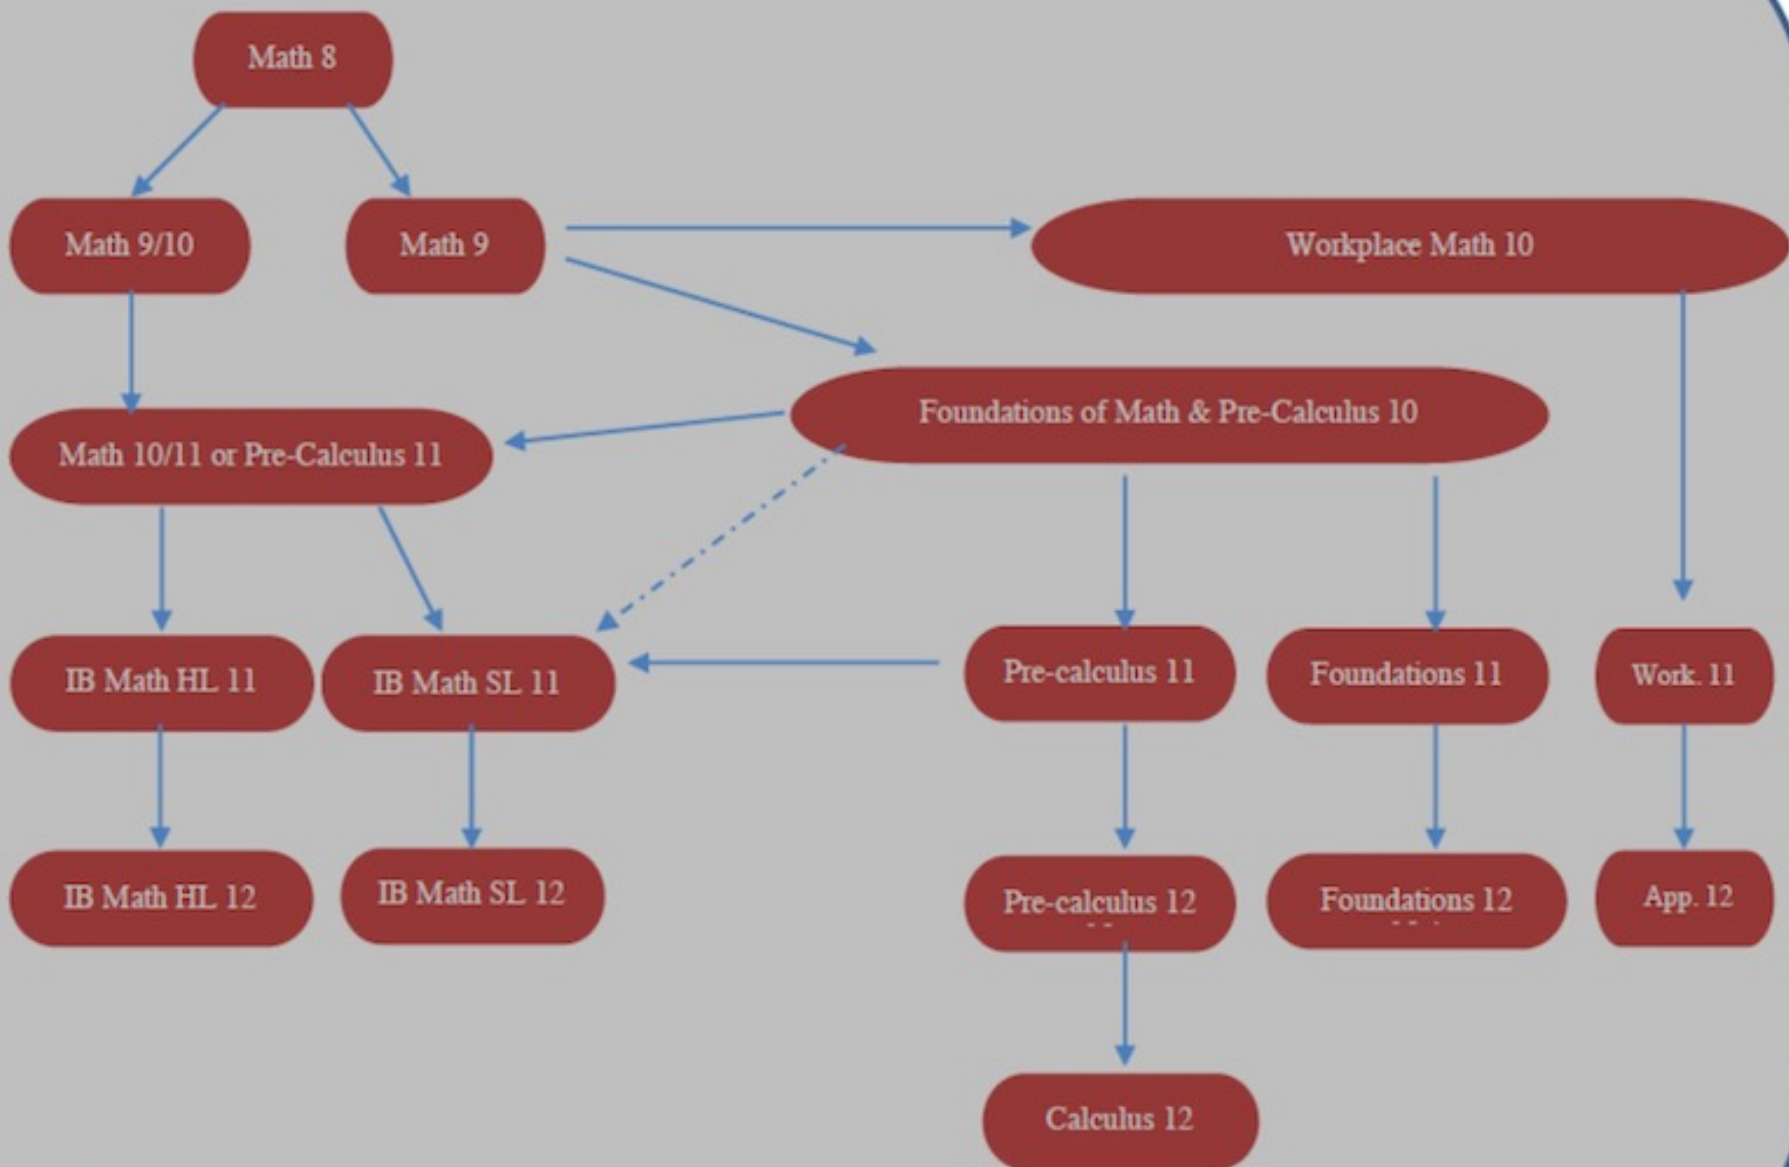 Math 8
Math 9/10
Math 9
Workplace Math 10
Foundations of Math & Pre-Calculus 10
Math 10/11 or Pre-Calculus 11
IB Math HL 11
IB Math SL 11
Pre-calculus 11
Foundations 11
Work. 11
IB Math HL 12
IB Math SL 12
Pre-calculus 12
Foundations 12
App. 12
Calculus 12